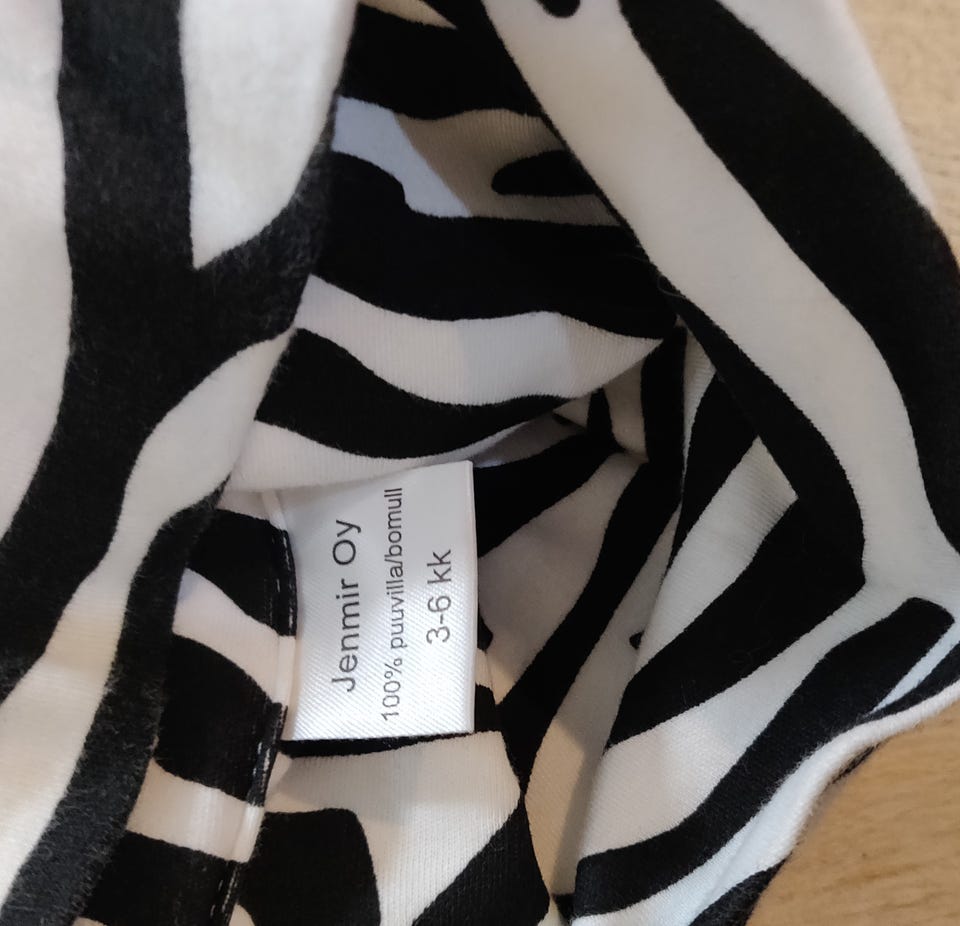 Jenmir Oy
100% puuvilla/bomull
3-6 kk